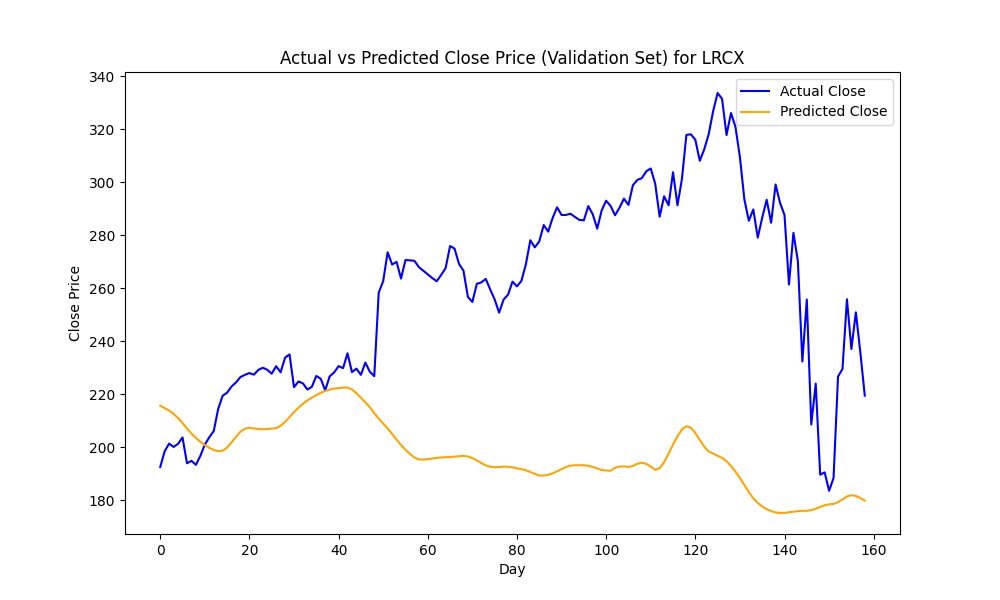 Actual vs Predicted Close Price (Validation Set) for LRCX
Actual Close
Predicted Close
Close Price
340
320
300
280
260
240
220
200
180
0 20 40 60 80 100 120 140 160
Day